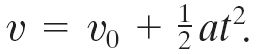 v = v₀ + ½at².